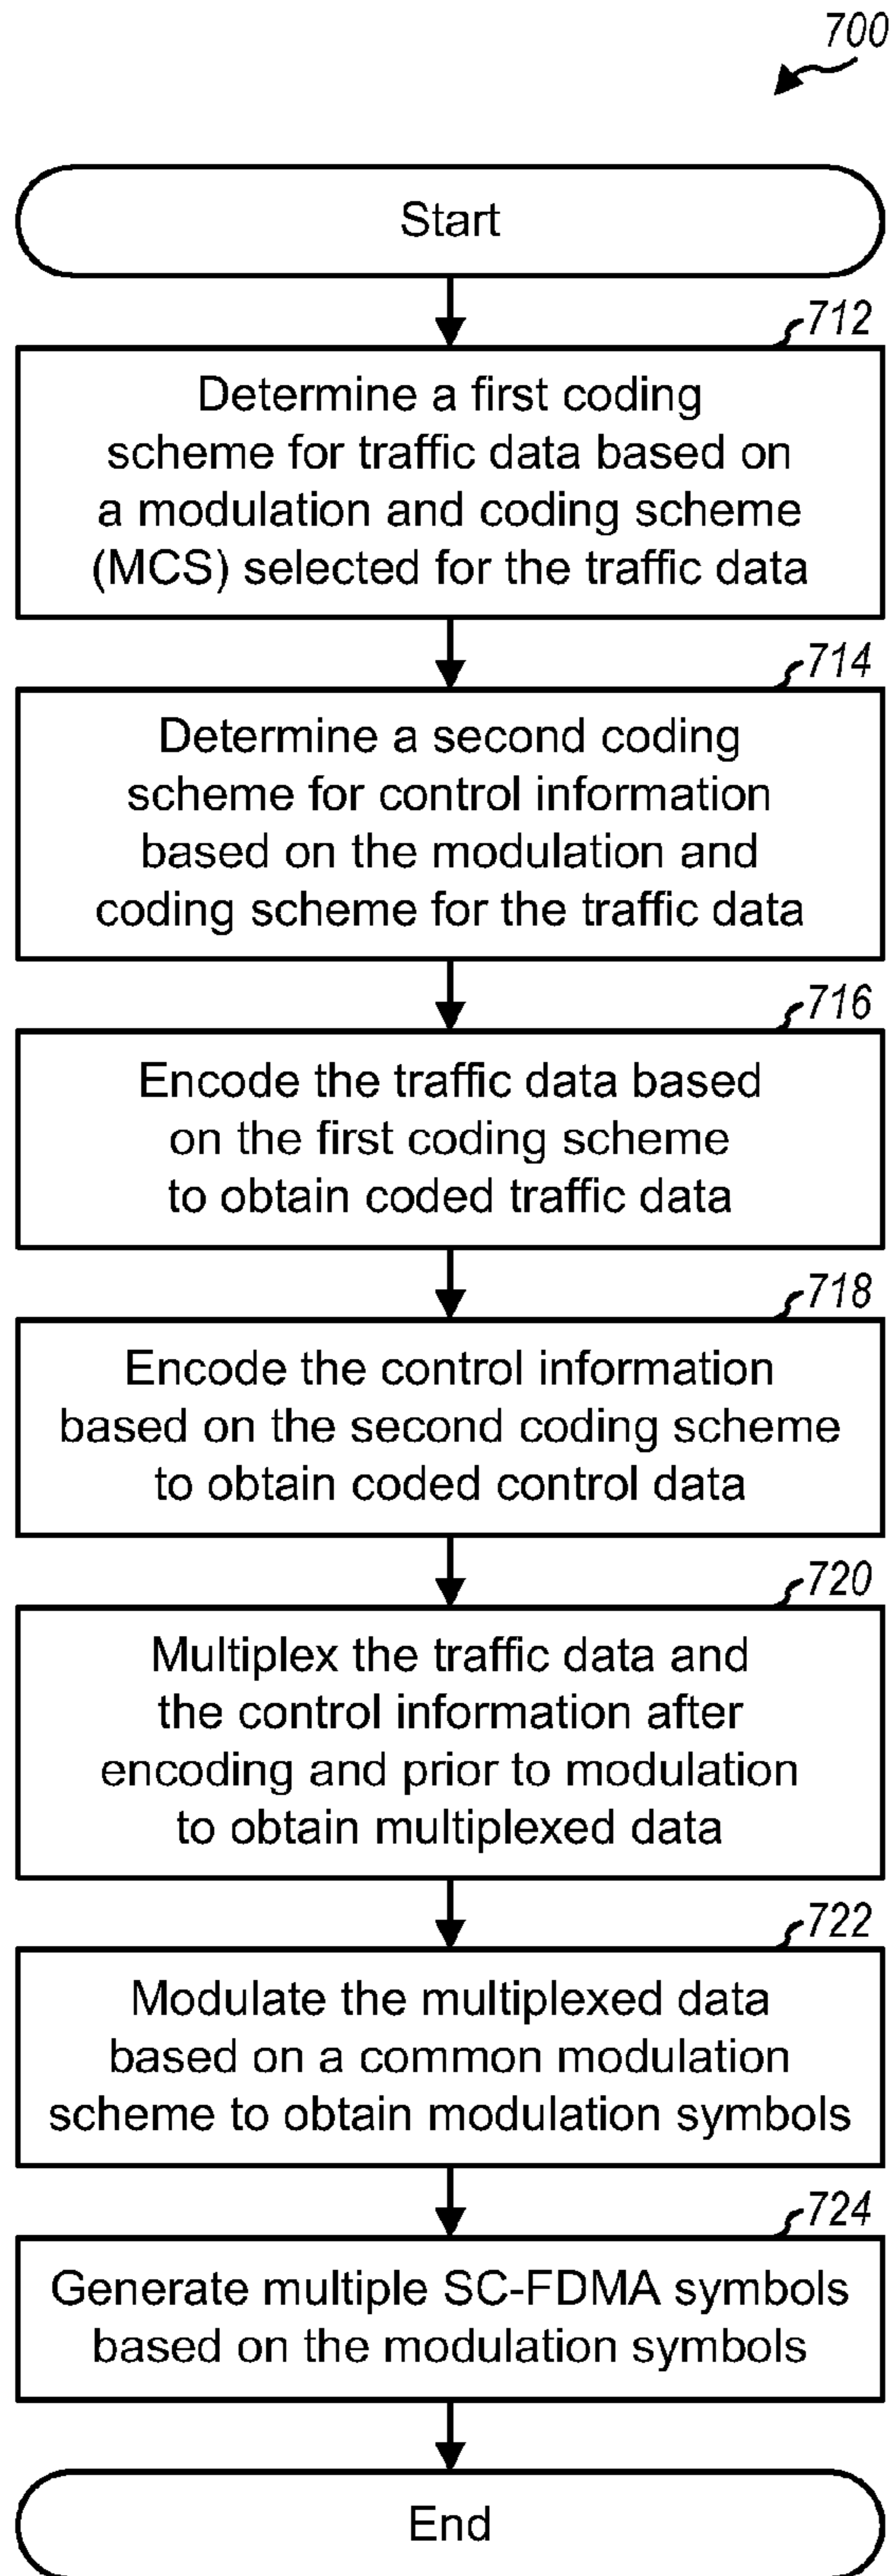 700
Start
712
Determine a first coding
scheme for traffic data based on
a modulation and coding scheme
(MCS) selected for the traffic data
714
Determine a second coding
scheme for control information
based on the modulation and
coding scheme for the traffic data
716
Encode the traffic data based
on the first coding scheme
to obtain coded traffic data
718
Encode the control information
based on the second coding scheme
to obtain coded control data
720
Multiplex the traffic data and
the control information after
encoding and prior to modulation
to obtain multiplexed data
722
Modulate the multiplexed data
based on a common modulation
scheme to obtain modulation symbols
724
Generate multiple SC-FDMA symbols
based on the modulation symbols
End